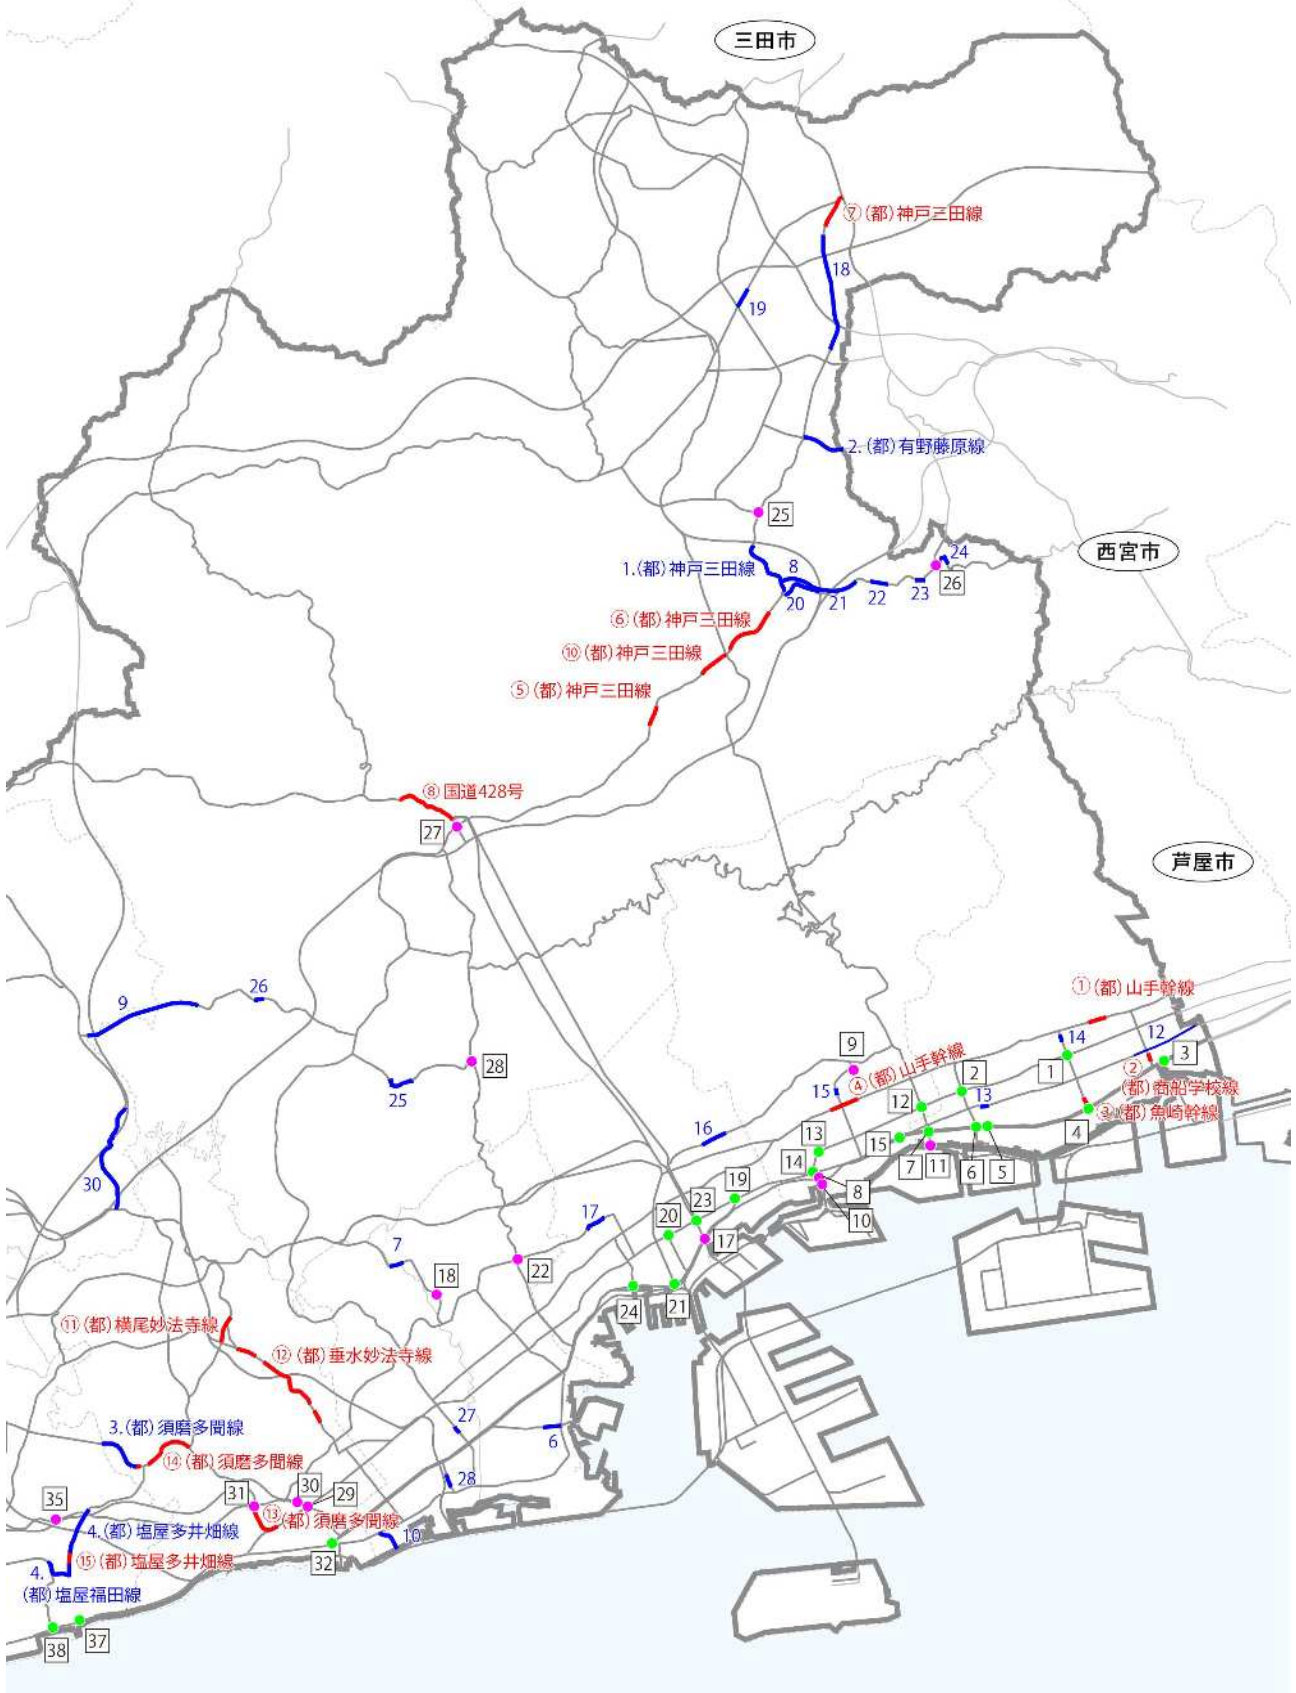 三田市
⑦(都)神戸三田線
18
19
2.(都)有野藤原線
25
西宮市
24
1.(都)神戸三田線
8
26
20
21
22
23
⑥(都)神戸三田線
⑩(都)神戸三田線
⑤(都)神戸三田線
⑧国道428号
27
芦屋市
①(都)山手幹線
26
9
12
14
3
9
28
④(都)山手幹線
2
1
②
(都)商船学校線
25
15
12
13
③(都)魚崎幹線
4
16
13
15
7
11
6
5
14
8
30
19
10
17
23
20
17
7
22
18
24
21
⑪(都)横尾妙法寺線
⑫(都)垂水妙法寺線
3.(都)須磨多聞線
27
6
⑭(都)須磨多聞線
28
30
31
29
35
⑬(都)須磨多聞線
4.(都)塩屋多井畑線
10
32
⑮(都)塩屋多井畑線
4.
(都)塩屋福田線
37
38